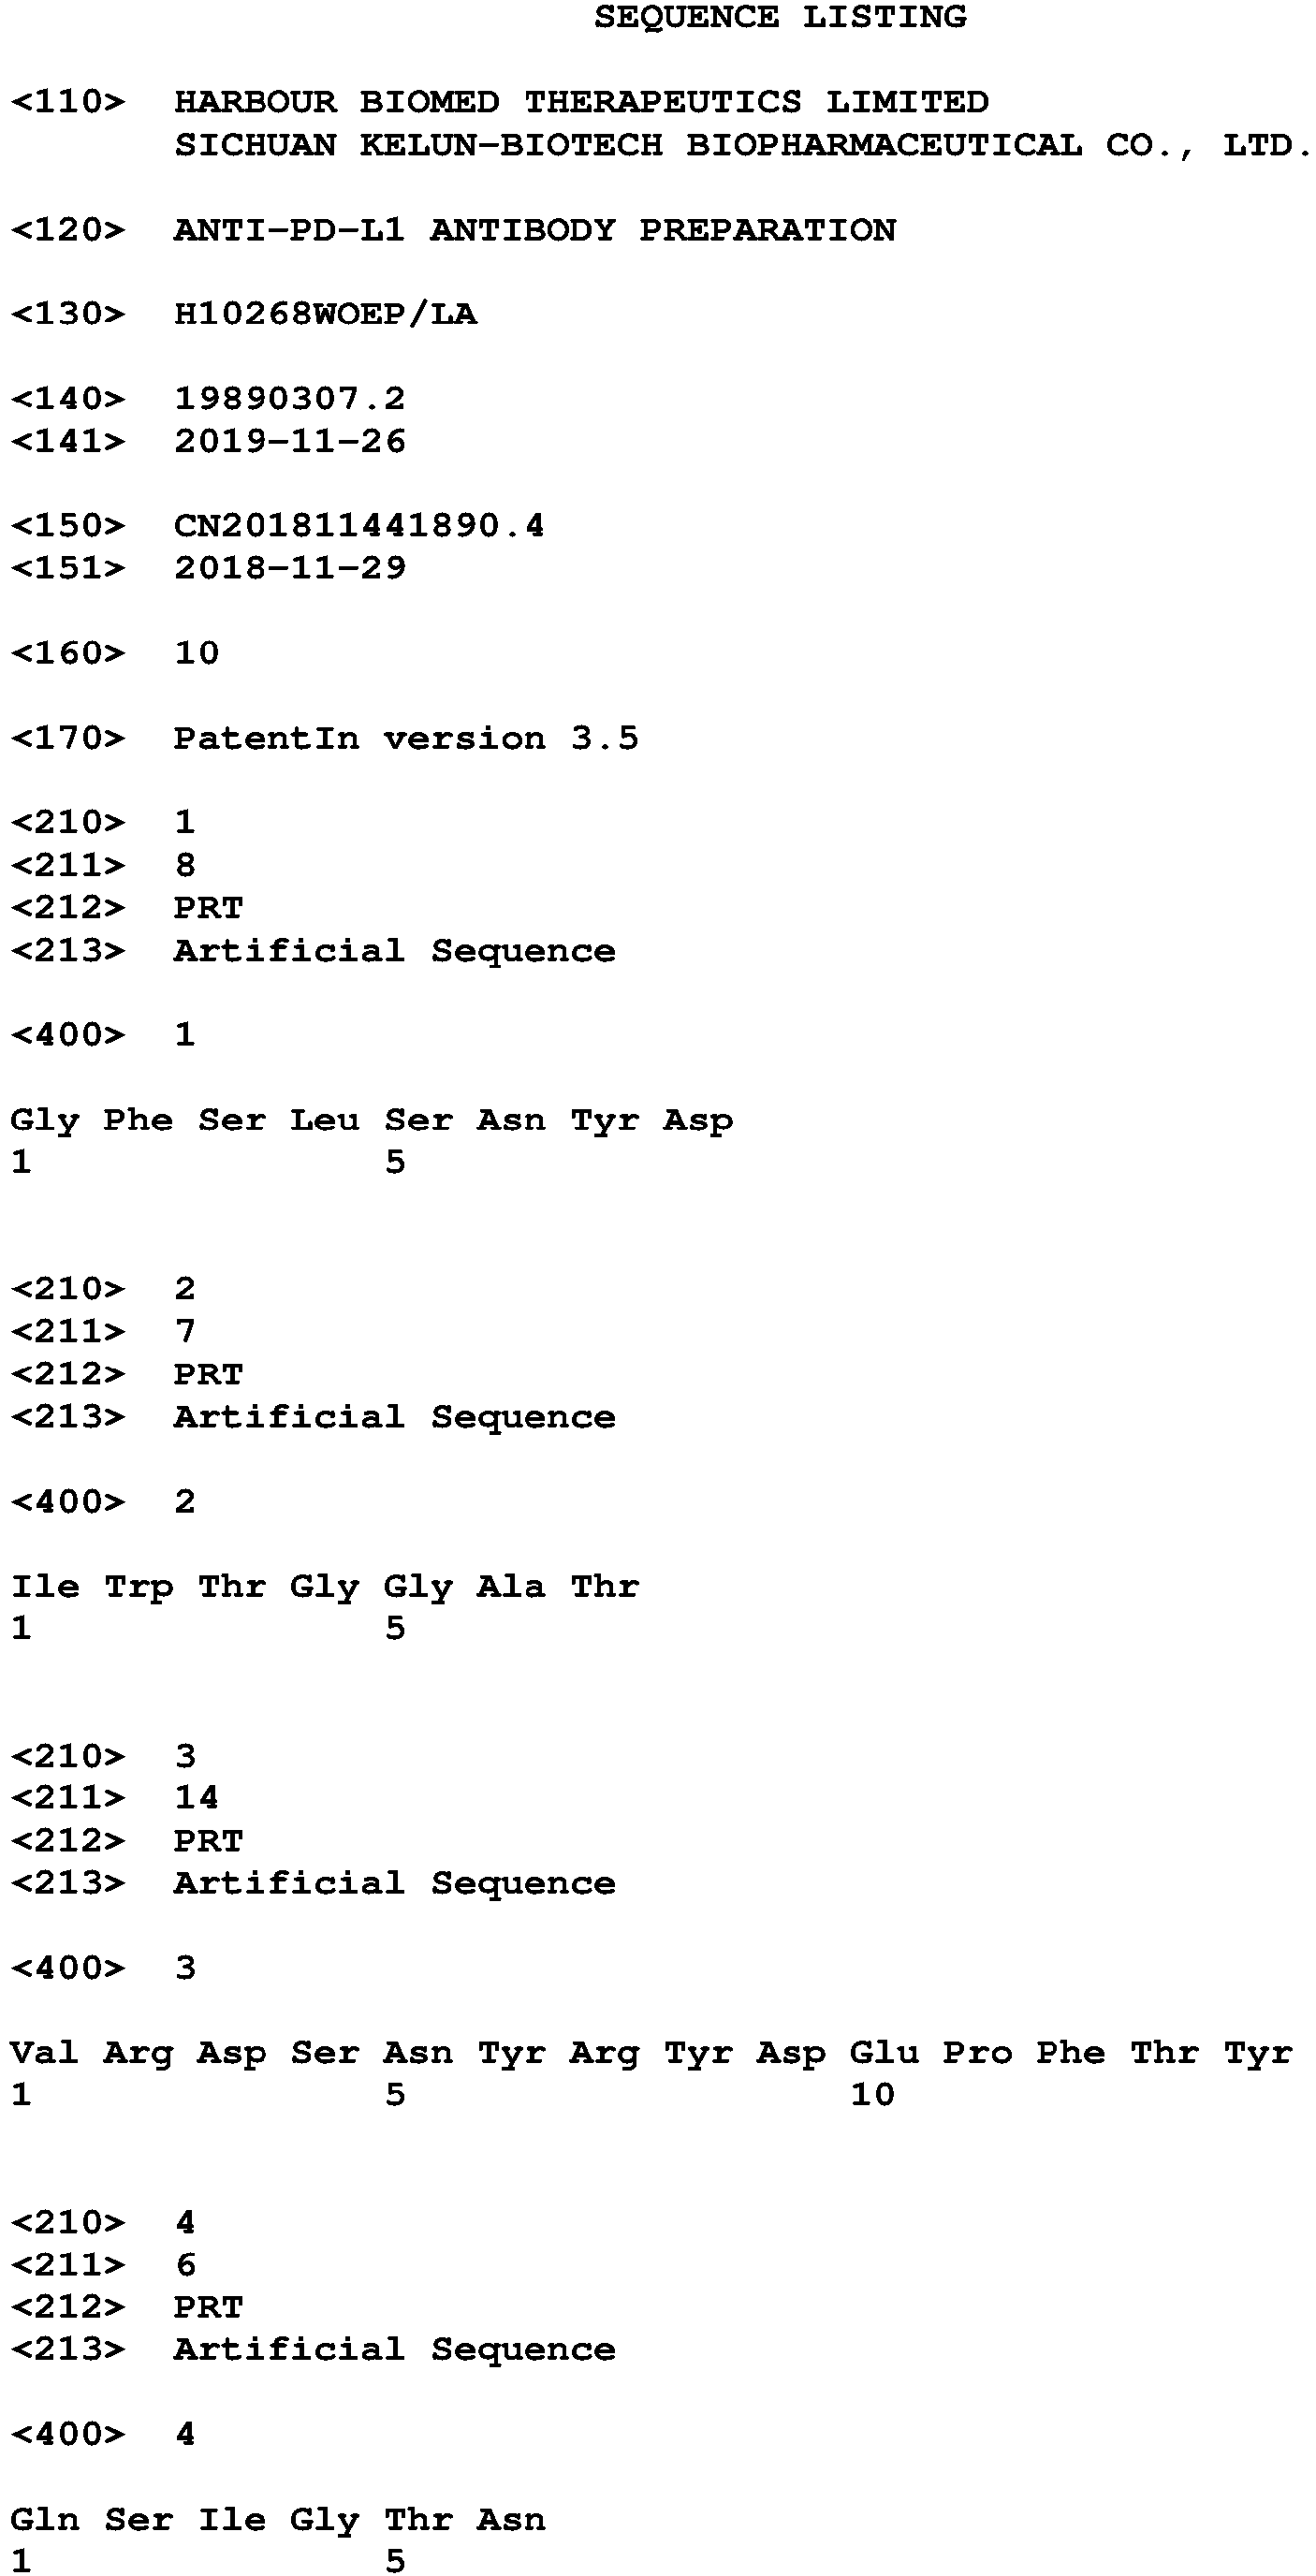 SEQUENCE LISTING
<110> HARBOUR BIOMED THERAPEUTICS LIMITED
SICHUAN KELUN-BIOTECH BIOPHARMACEUTICAL CO., LTD.
<120> ANTI-PD-L1 ANTIBODY PREPARATION
<130> H10268WOEP/LA
<140> 19890307.2
<141> 2019-11-26
<150> CN201811441890.4
<151> 2018-11-29
<160> 10
<170> PatentIn version 3.5
<210> 1
<211> 8
<212> PRT
<213> Artificial Sequence
<400> 1
Gly Phe Ser Leu Ser Asn Tyr Asp
1 5
<210> 2
<211> 7
<212> PRT
<213> Artificial Sequence
<400> 2
Ile Trp Thr Gly Gly Ala Thr
1 5
<210> 3
<211> 14
<212> PRT
<213> Artificial Sequence
<400> 3
Val Arg Asp Ser Asn Tyr Arg Tyr Asp Glu Pro Phe Thr Tyr
1 5 10
<210> 4
<211> 6
<212> PRT
<213> Artificial Sequence
<400> 4
Gln Ser Ile Gly Thr Asn
1 5